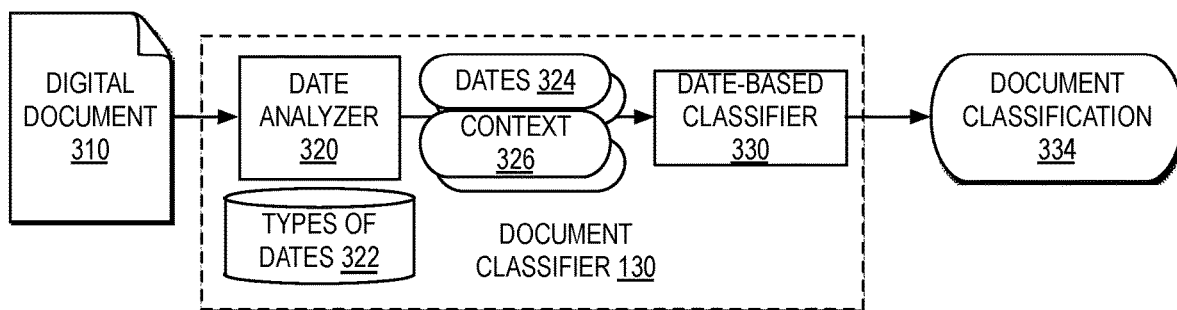 DIGITAL
DOCUMENT
310
DATE
ANALYZER
320
TYPES OF
DATES 322
DATES 324
CONTEXT
326
DATE-BASED
CLASSIFIER
330
DOCUMENT
CLASSIFIER 130
DOCUMENT
CLASSIFICATION
334